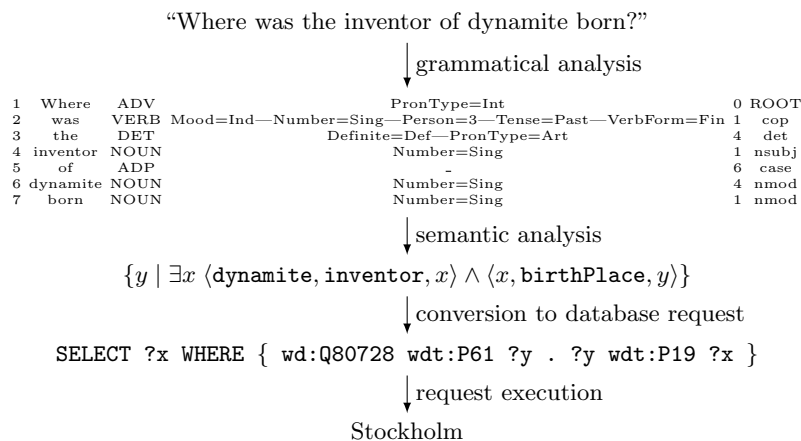 “Where was the inventor of dynamite born?”
grammatical analysis
1 Where ADV PronType=Int 0 ROOT
2 was VERB Mood=Ind—Number=Sing—Person=3—Tense=Past—VerbForm=Fin 1 cop
3 the DET Definite=Def—PronType=Art 4 det
4 inventor NOUN Number=Sing 1 nsubj
5 of ADP _ 6 case
6 dynamite NOUN Number=Sing 4 nmod
7 born NOUN Number=Sing 1 nmod
semantic analysis
{y | ∃x ⟨dynamite, inventor, x⟩ ∧ ⟨x, birthPlace, y⟩}
conversion to database request
SELECT ?x WHERE { wd:Q80728 wdt:P61 ?y . ?y wdt:P19 ?x }
request execution
Stockholm